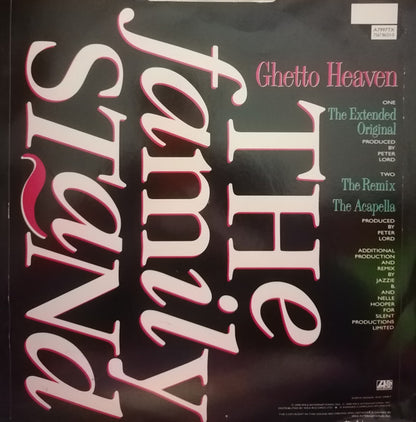 THe
family
STaNd
Ghetto Heaven
ONE
The Extended
Original
PRODUCED
BY
PETER
LORD
TWO
The Remix
The Acapella
PRODUCED
BY
PETER
LORD
ADDITIONAL
PRODUCTION
AND
REMIX
BY
JAZZIE
B
AND
NELLE
HOOPER
FOR
SILENT
PRODUCTIONS
LIMITED